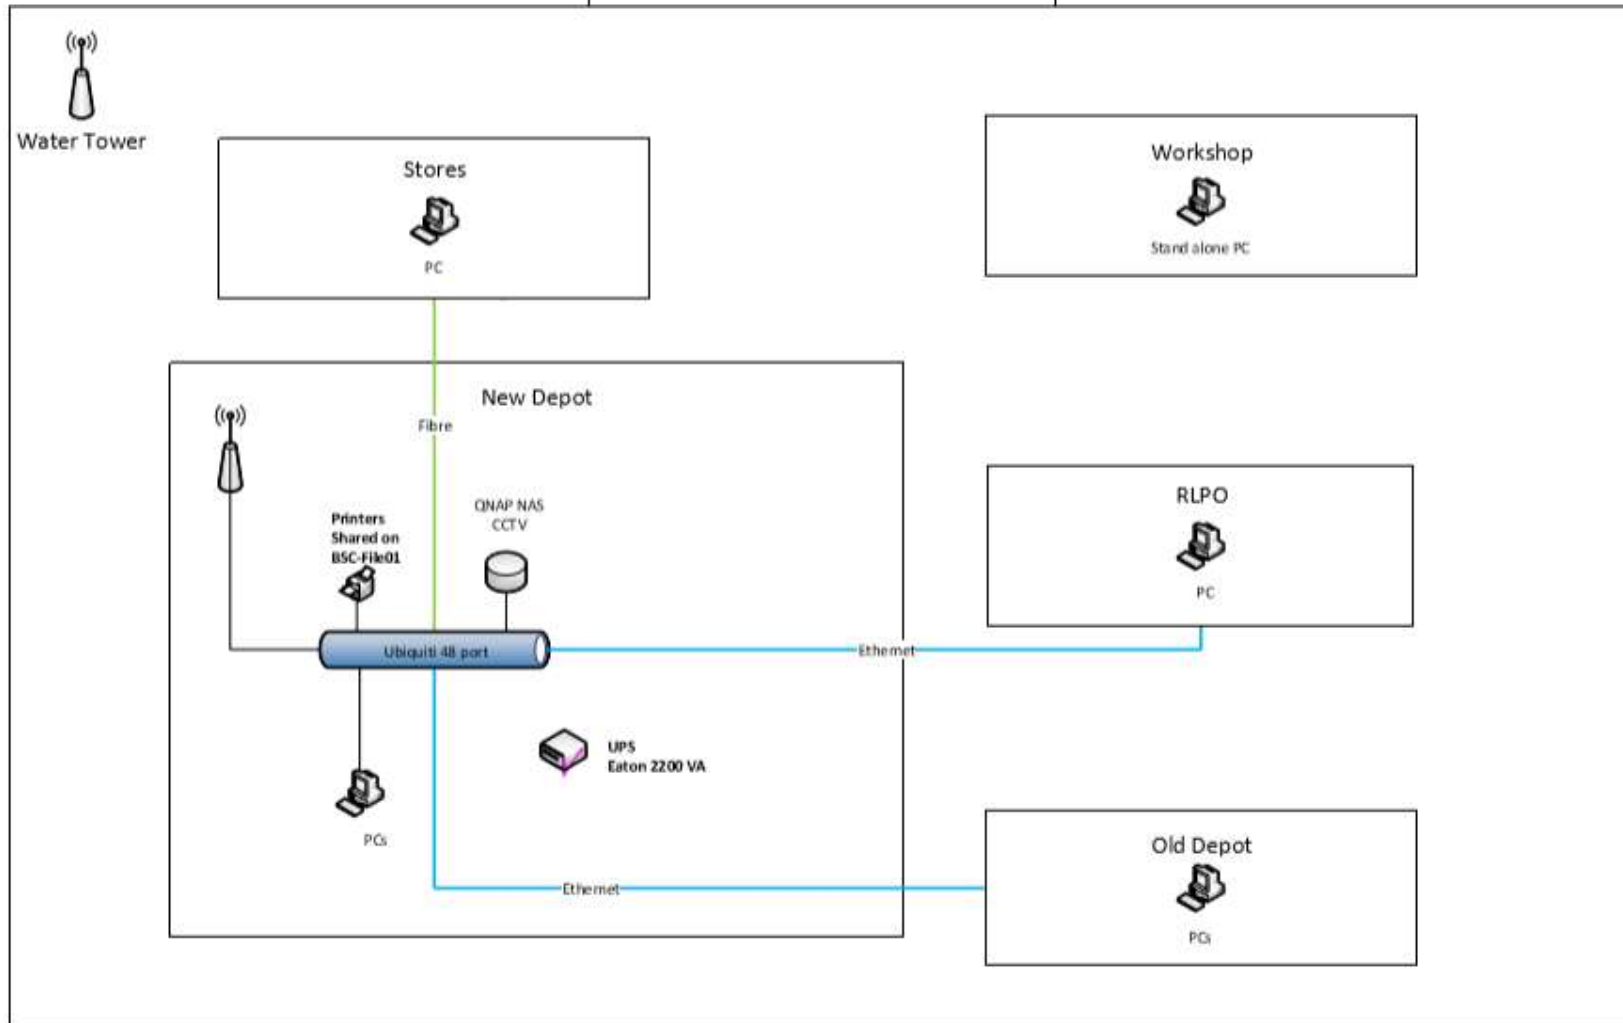 Water Tower
Stores
PC
Workshop
Stand alone PC
New Depot
Fibre
Printers
Shared on
BSC-File01
QNAP NAS
CCTV
RLPO
PC
Ubiquiti 48 port
Ethernet
UPS
Eaton 2200 VA
PCs
Ethernet
Old Depot
PCs